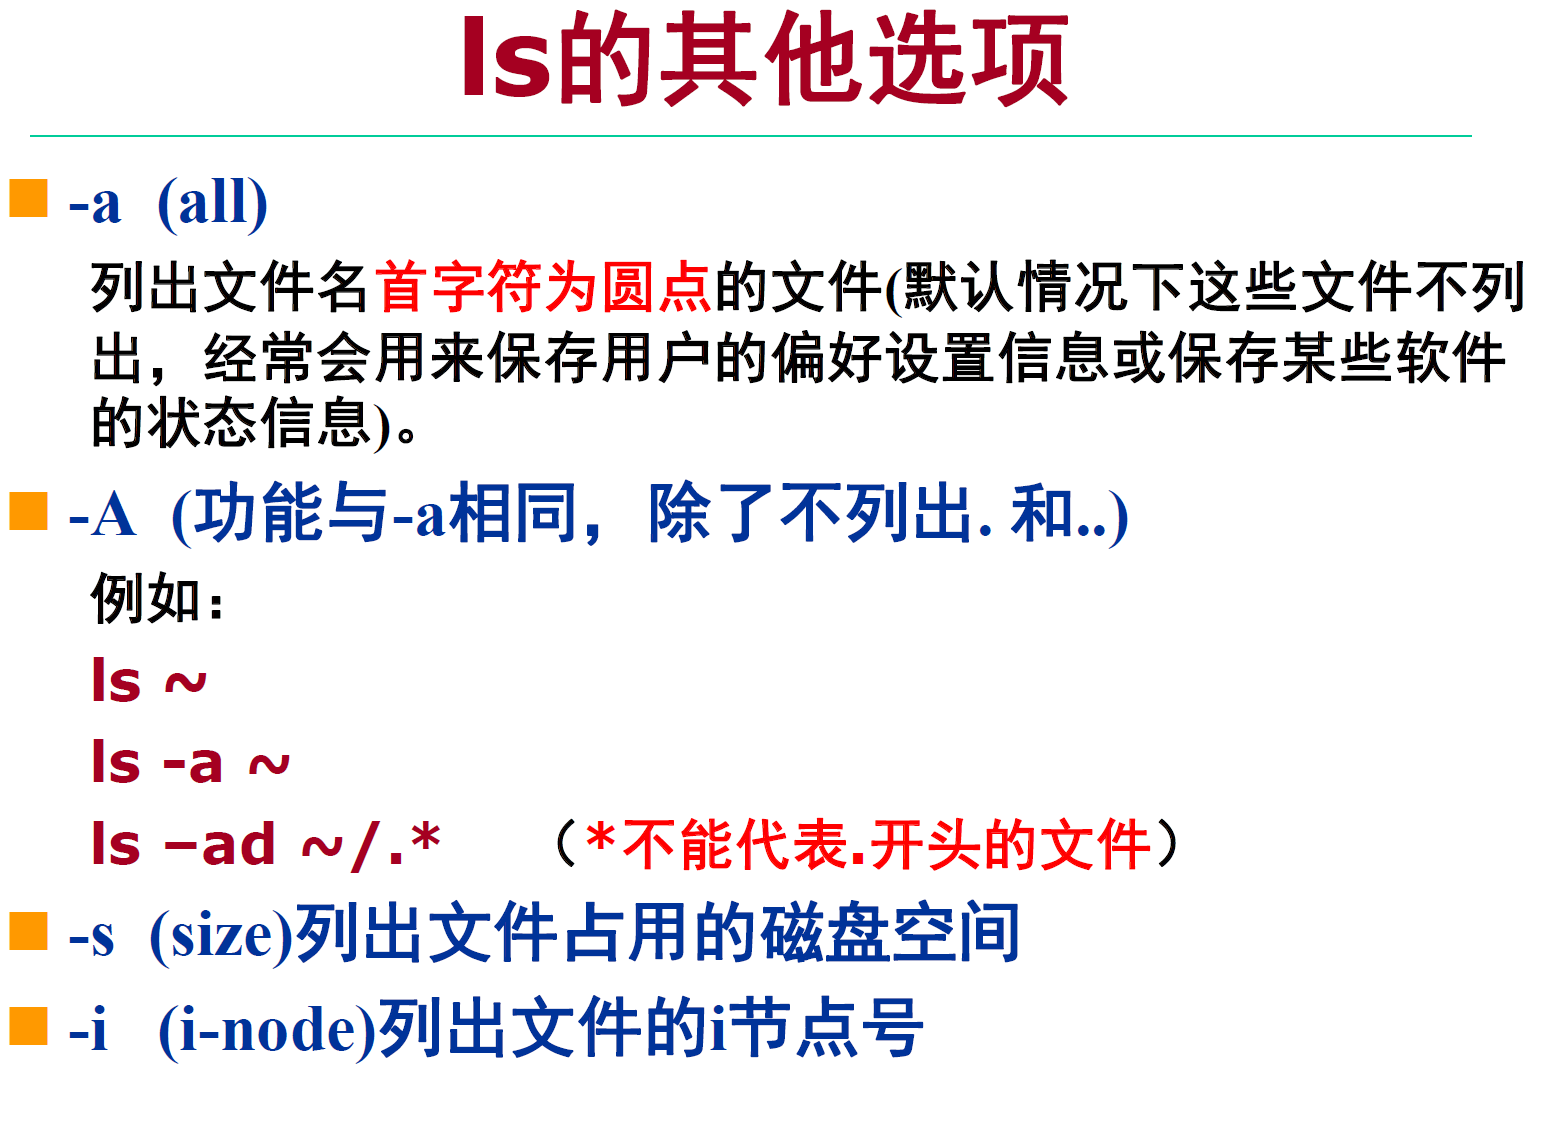 ls的其他选项
-a (all)
列出文件名首字符为圆点的文件(默认情况下这些文件不列
出，经常会用来保存用户的偏好设置信息或保存某些软件
的状态信息)。
-A (功能与-a相同，除了不列出. 和..)
例如：
ls ~
ls -a ~
ls –ad ~/.* （*不能代表.开头的文件）
-s (size)列出文件占用的磁盘空间
-i (i-node)列出文件的i节点号